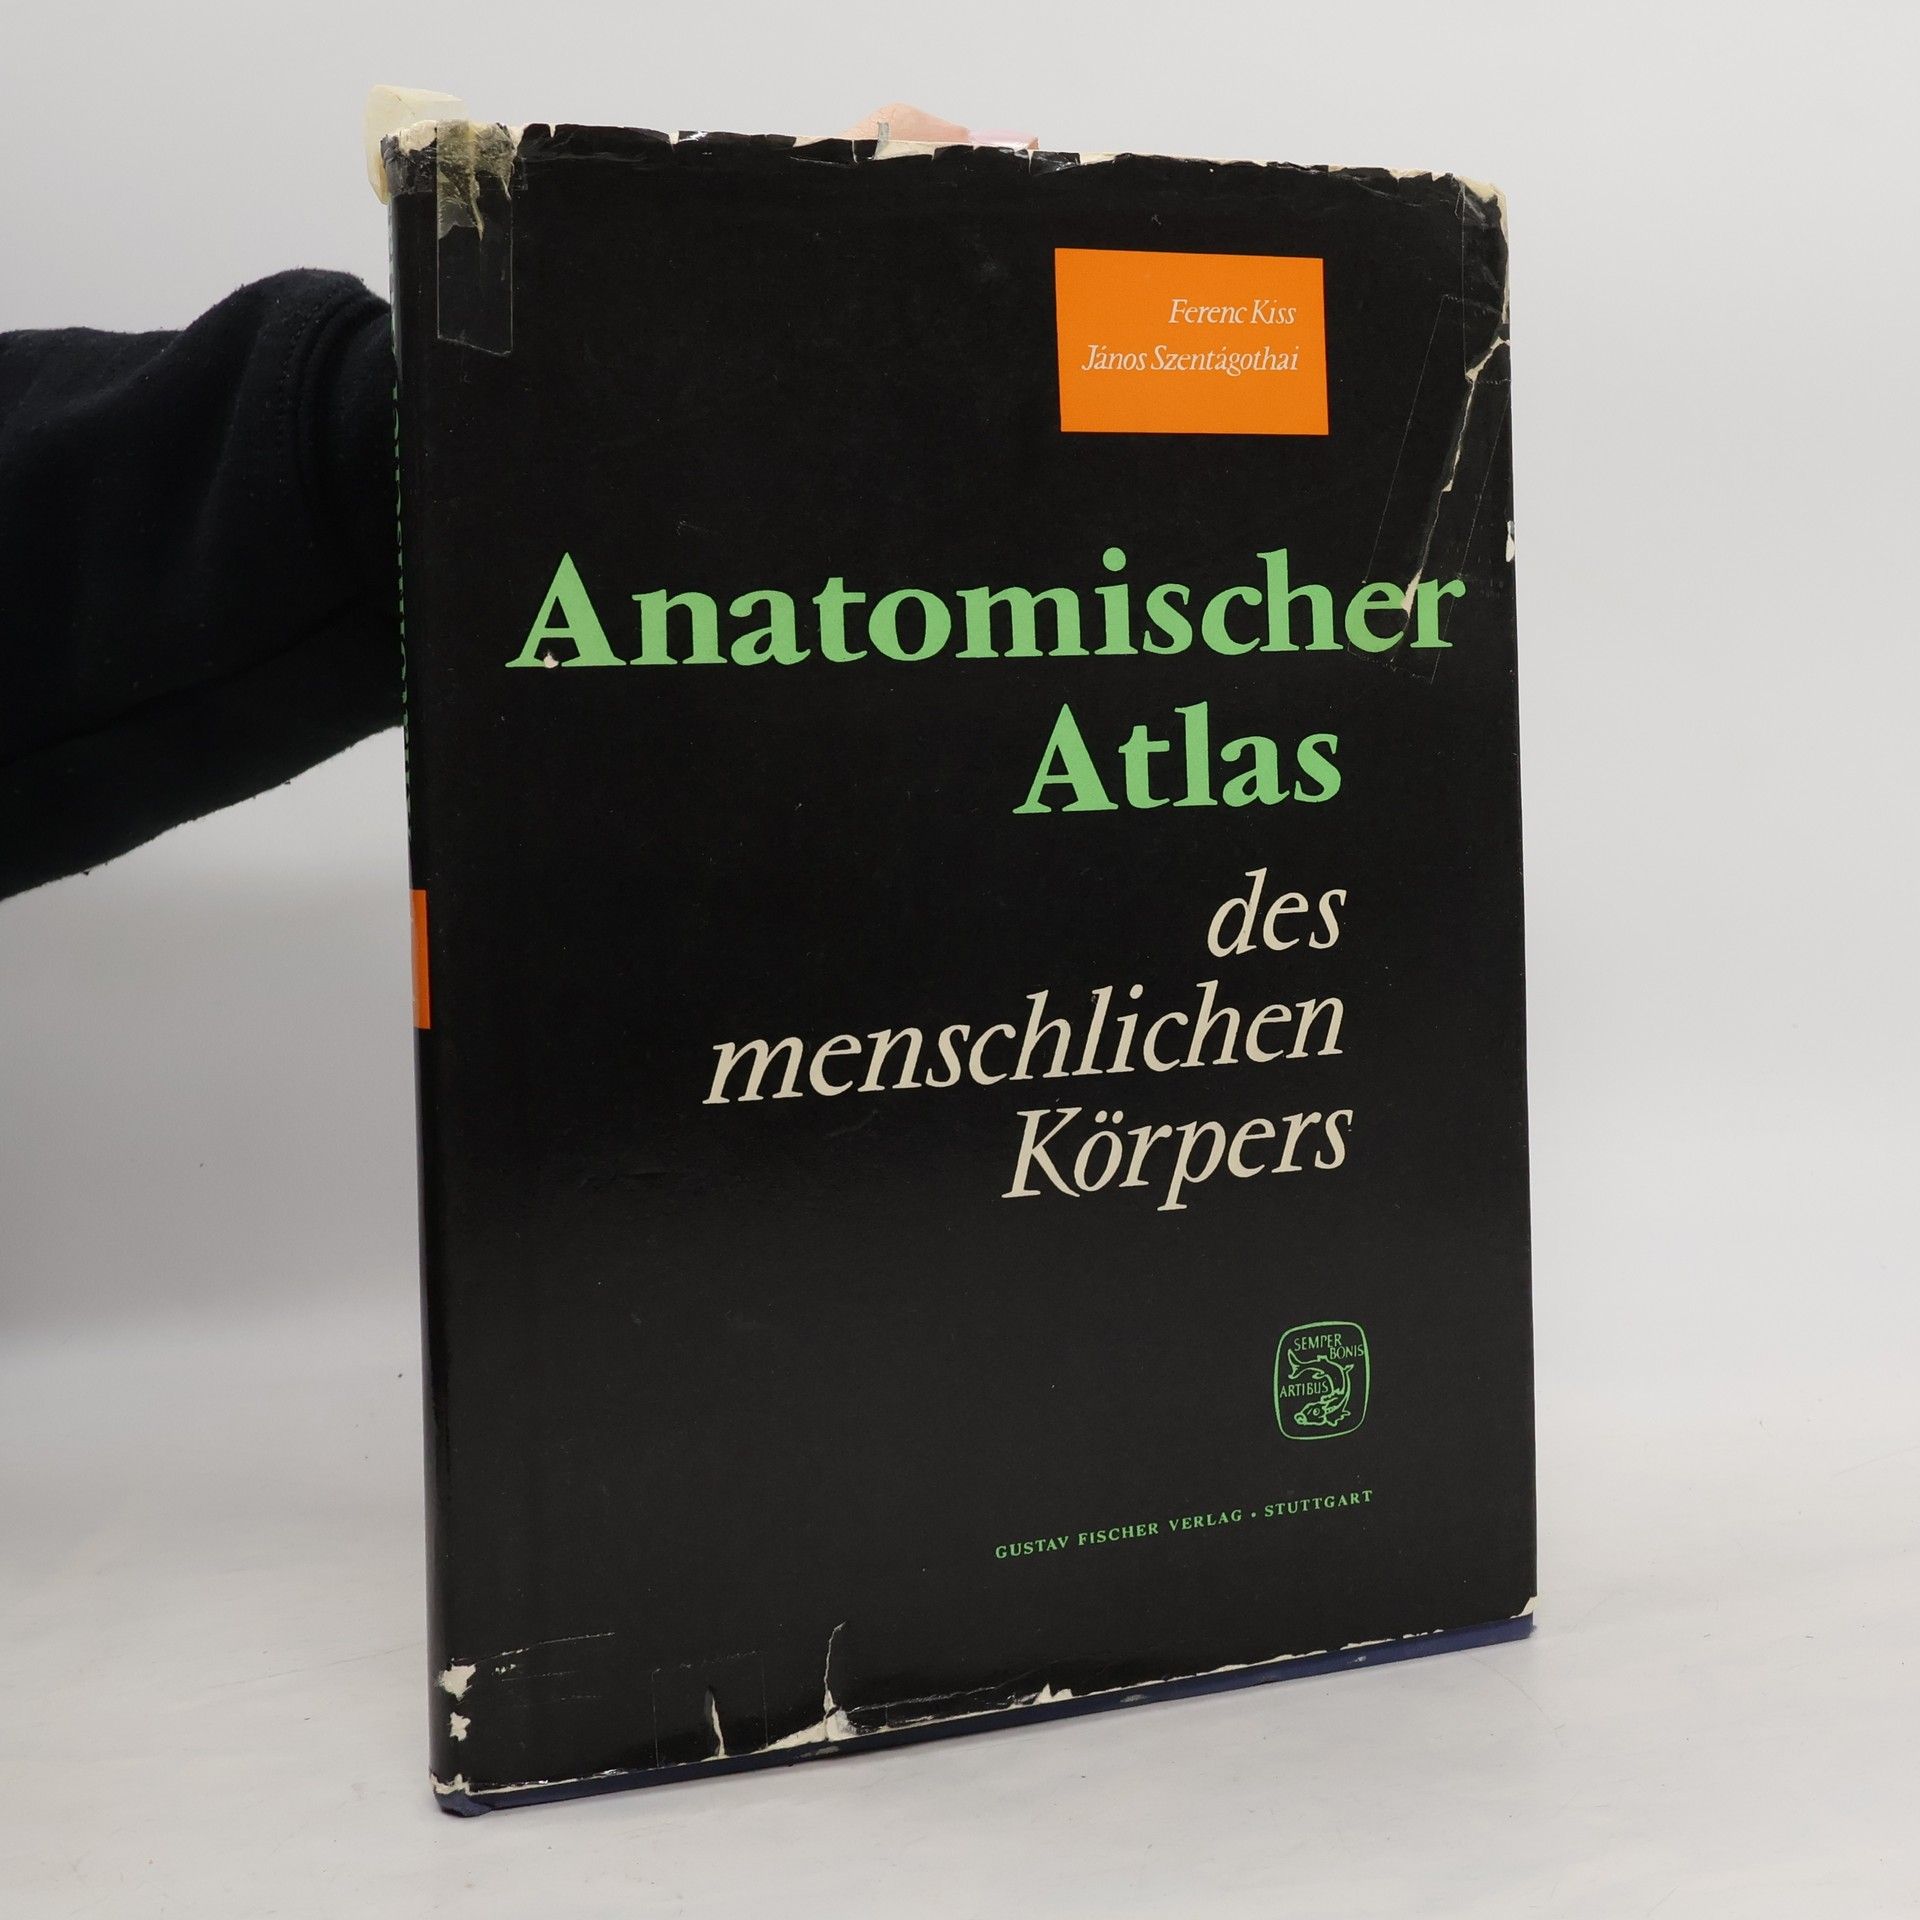 Ferenc Kiss
János Szentágothai
Anatomischer
Atlas
des
menschlichen
Körpers
SEMPER
BONIS
ARTIBUS
GUSTAV FISCHER VERLAG • STUTTGART